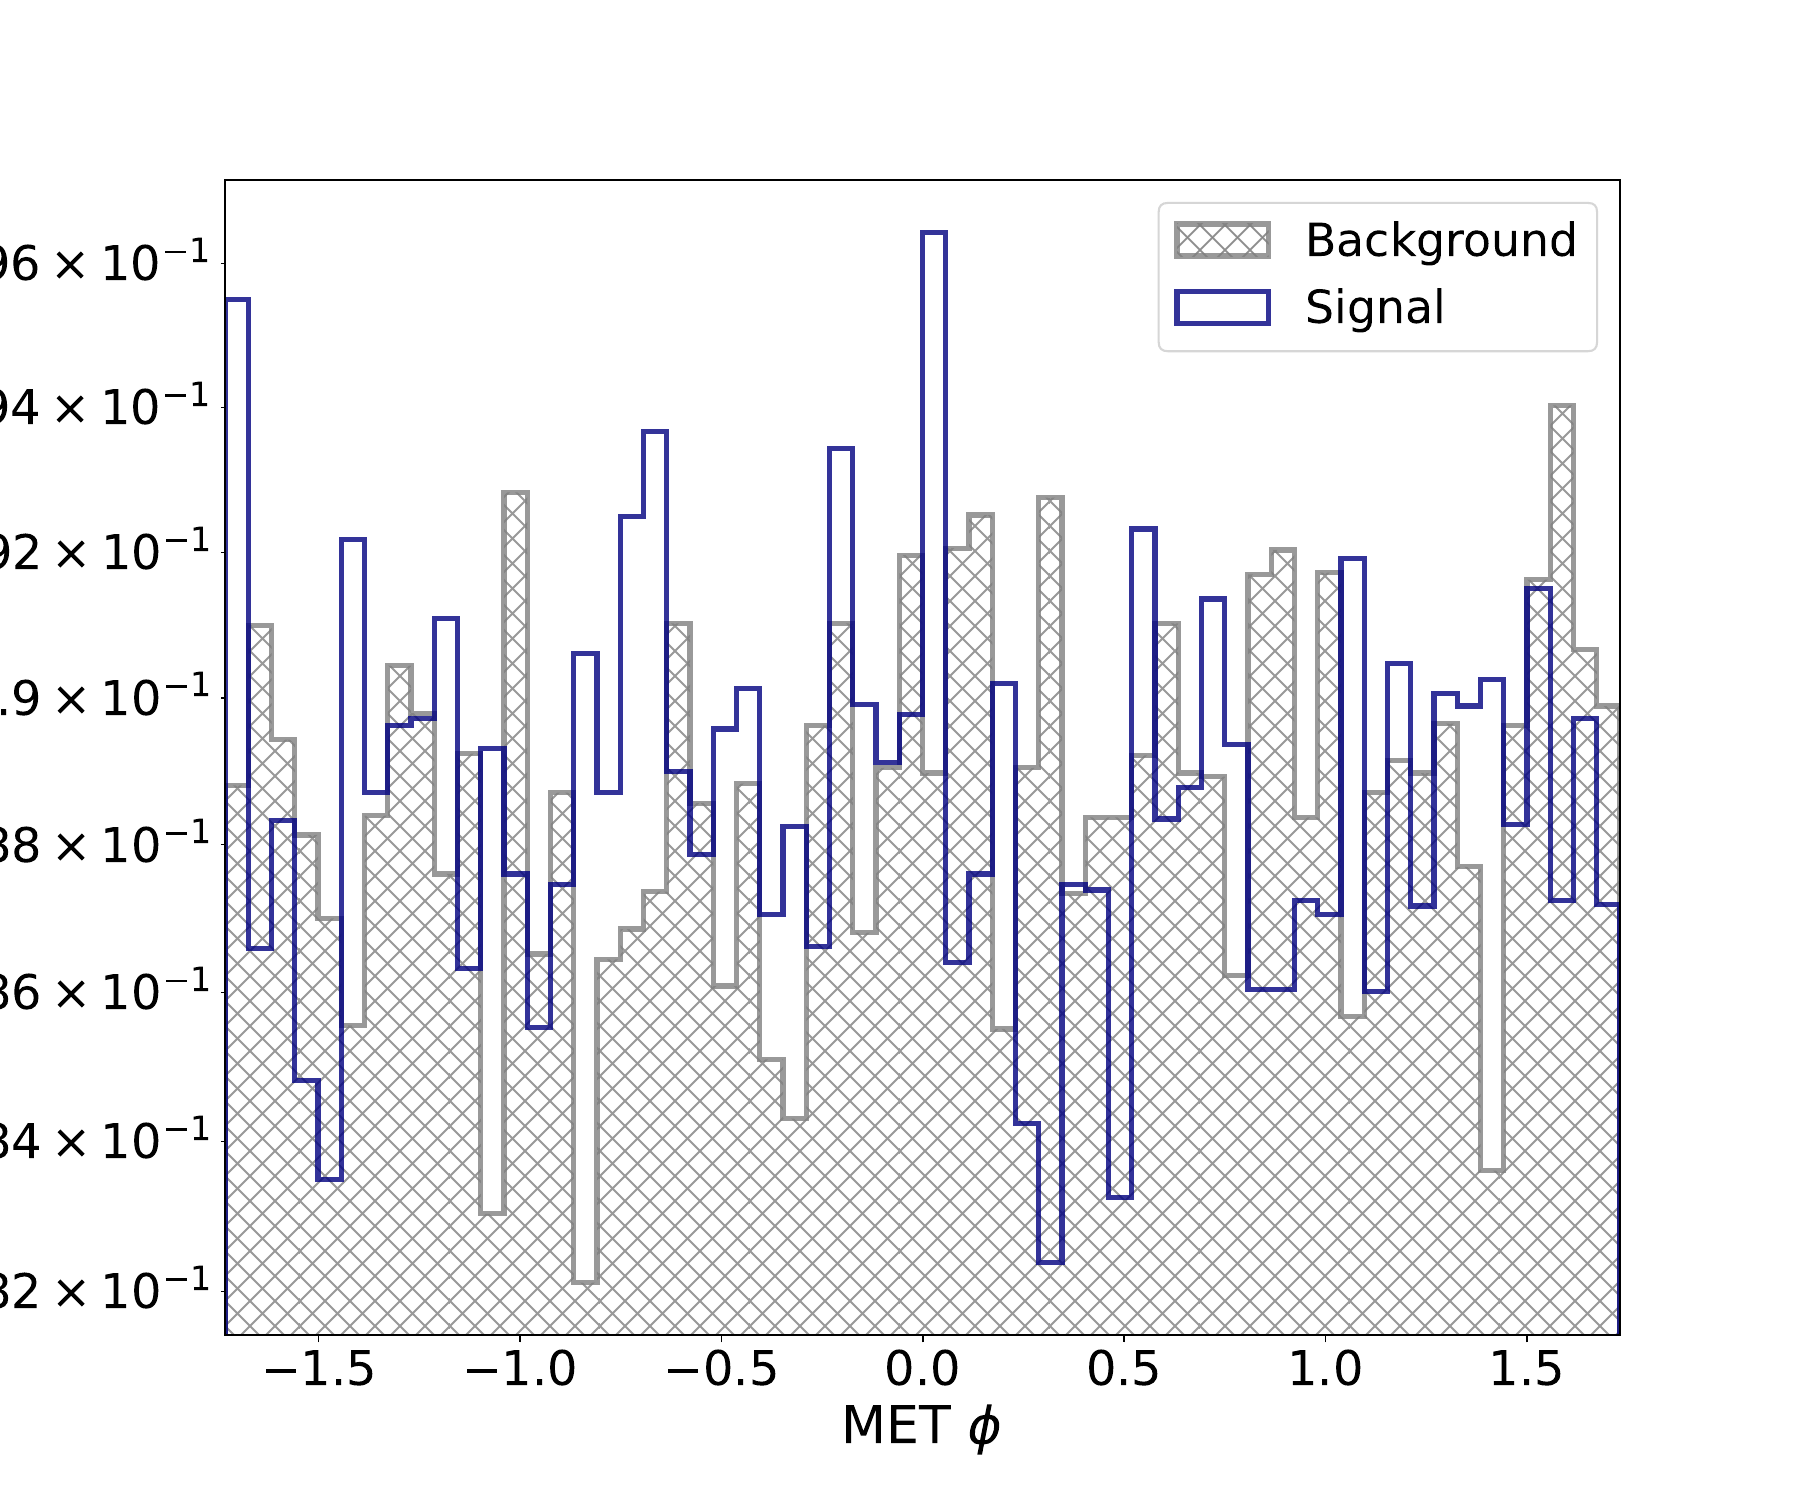 Background
Signal
96 × 10⁻¹
94 × 10⁻¹
92 × 10⁻¹
.9 × 10⁻¹
88 × 10⁻¹
86 × 10⁻¹
84 × 10⁻¹
82 × 10⁻¹
−1.5 −1.0 −0.5 0.0 0.5 1.0 1.5
MET ϕ